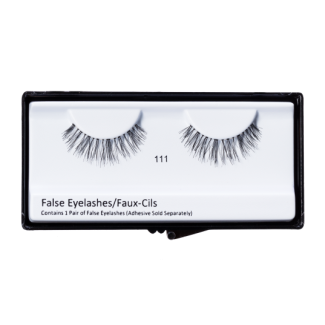 111
False Eyelashes/Faux-Cils
Contains 1 Pair of False Eyelashes (Adhesive Sold Separately)